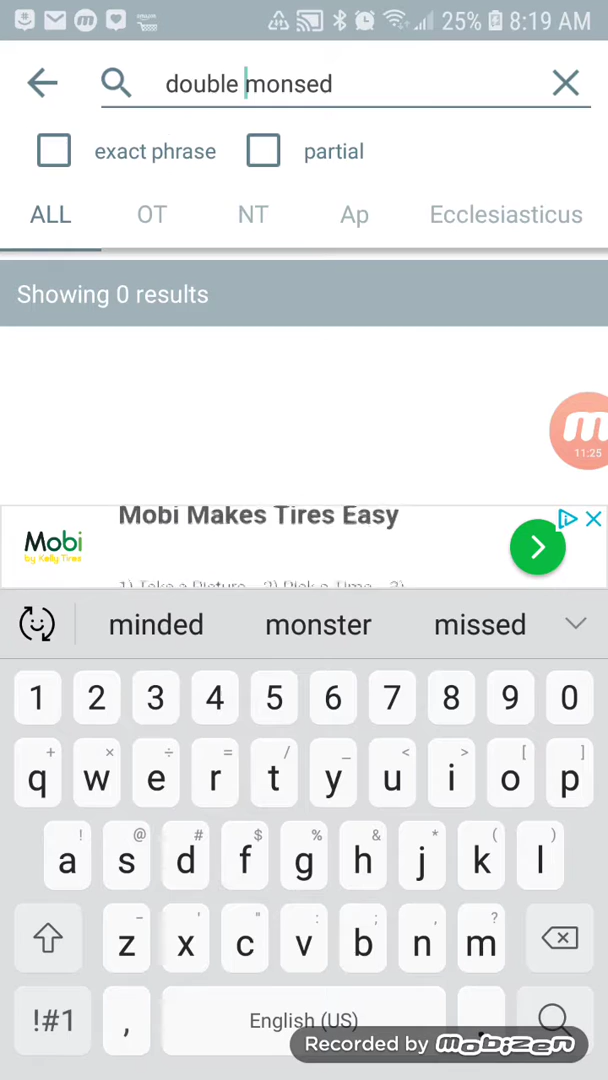 25% 8:19 AM
double monsed
exact phrase partial
ALL OT NT Ap Ecclesiasticus
Showing 0 results
11:25
Mobi Makes Tires Easy
Mobi
by Kelly Tires
1) Take a Picture 2) Pick a Time 3)
minded monster missed
1 2 3 4 5 6 7 8 9 0
+ × ÷ = / _ < > [ ]
q w e r t y u i o p
! @ # $ % & * ( )
a s d f g h j k l
- ' " : ; , ?
z x c v b n m
!#1 , English (US) .
Recorded by mobizen